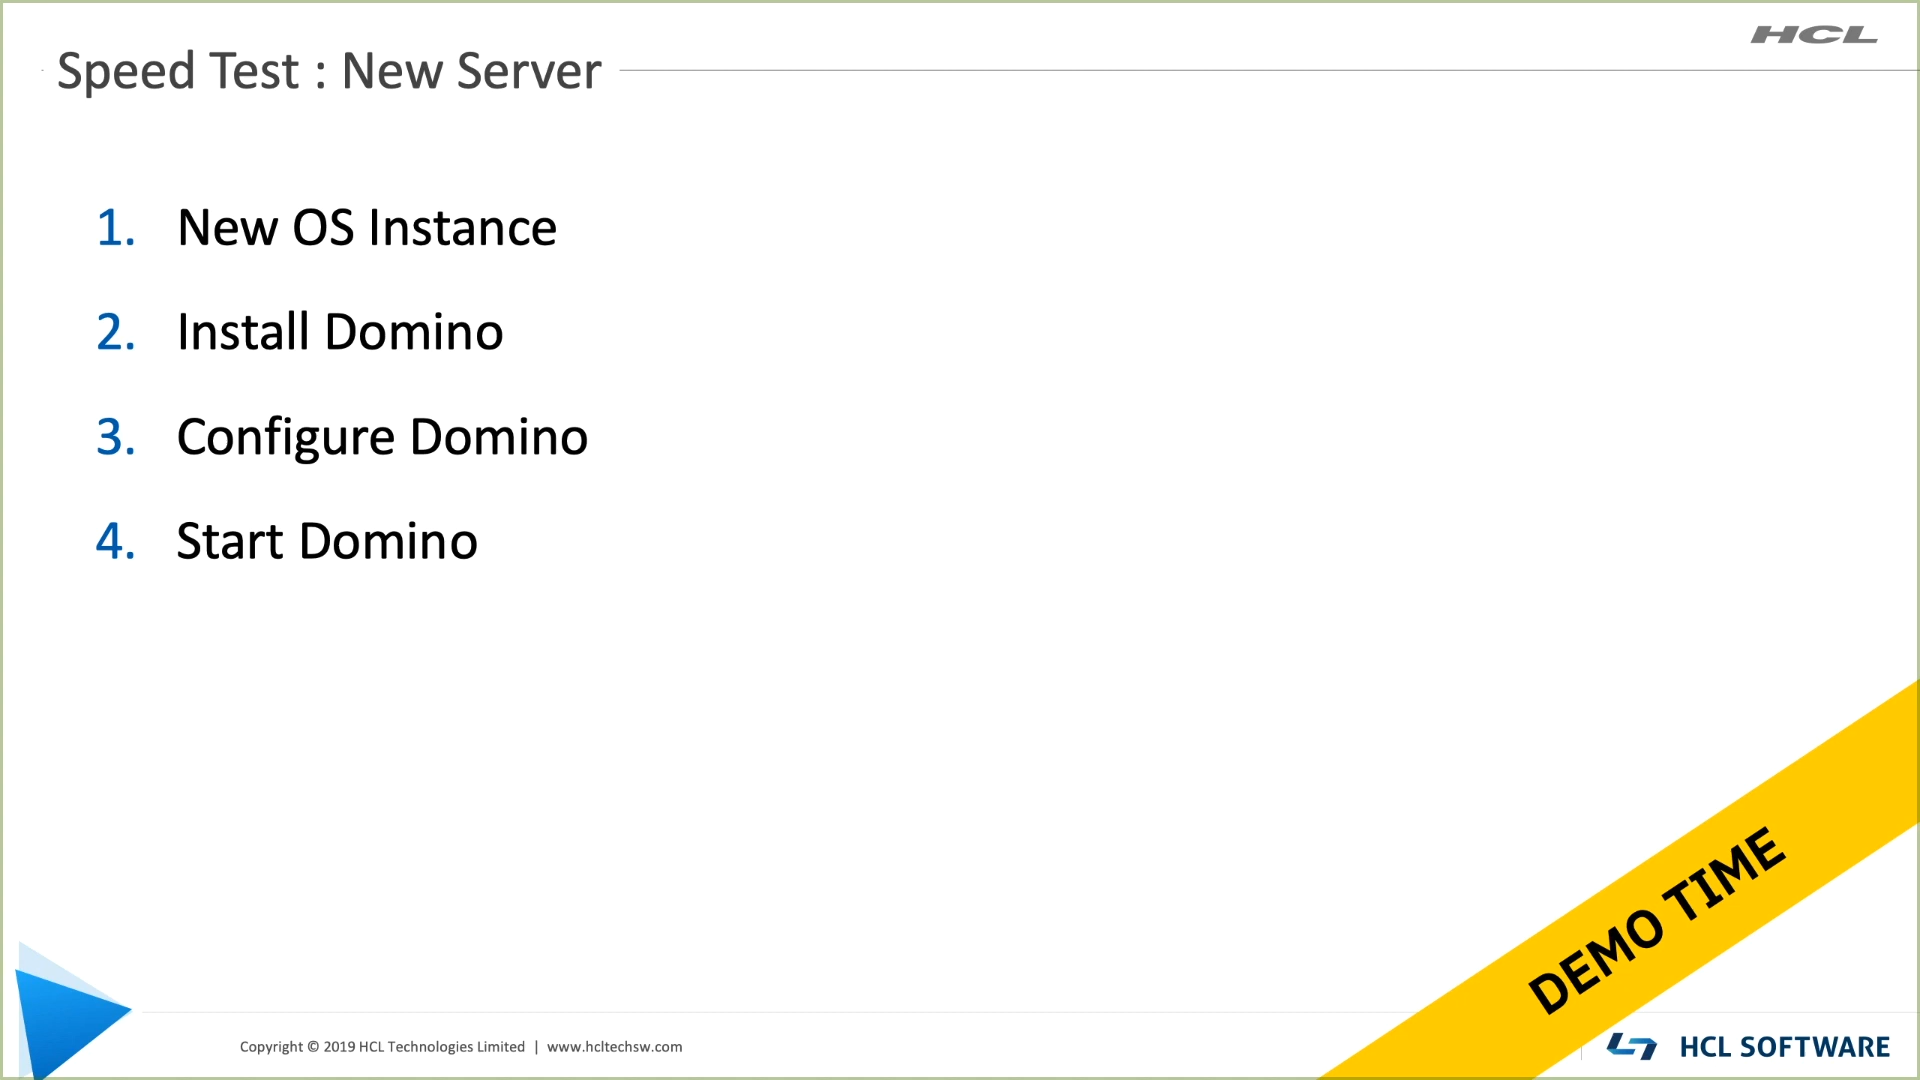 HCL
Speed Test : New Server
1. New OS Instance
2. Install Domino
3. Configure Domino
4. Start Domino
DEMO TIME
Copyright © 2019 HCL Technologies Limited | www.hcltechsw.com
HCL SOFTWARE